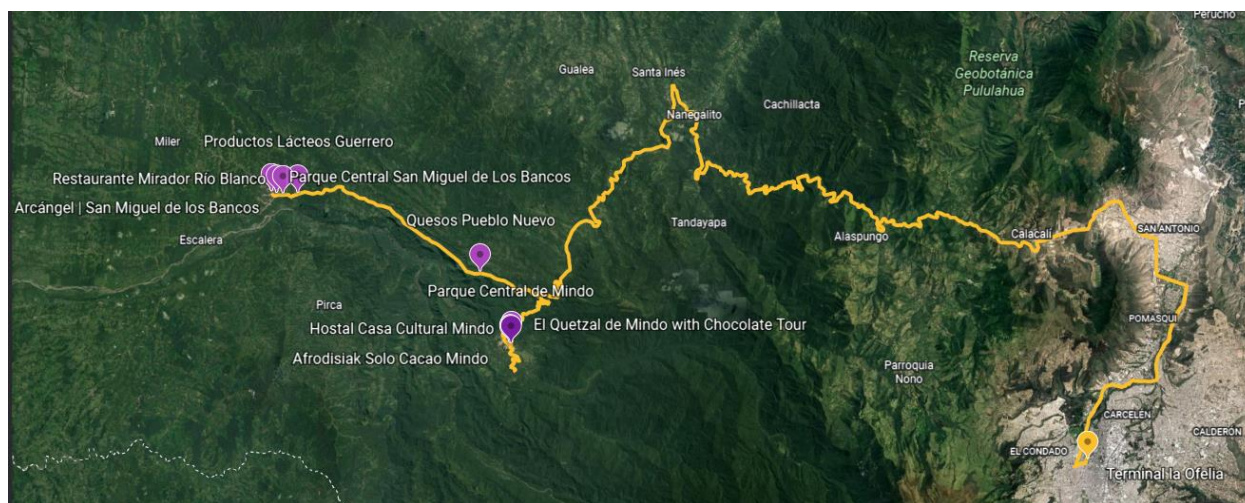 Perucho
Reserva
Geobotánica
Pululahua
Gualea
Santa Inés
Cachillacta
Nanegalito
Miler
Productos Lácteos Guerrero
Restaurante Mirador Río Blanco
Parque Central San Miguel de Los Bancos
Arcángel | San Miguel de los Bancos
Quesos Pueblo Nuevo
Tandayapa
Alaspungo
Calacalí
SAN ANTONIO
Escalera
Parque Central de Mindo
Pirca
Hostal Casa Cultural Mindo
El Quetzal de Mindo with Chocolate Tour
POMASQUI
Afrodisiak Solo Cacao Mindo
Parroquia
Nono
CARCELÉN
CALDERÓN
EL CONDADO
Terminal la Ofelia